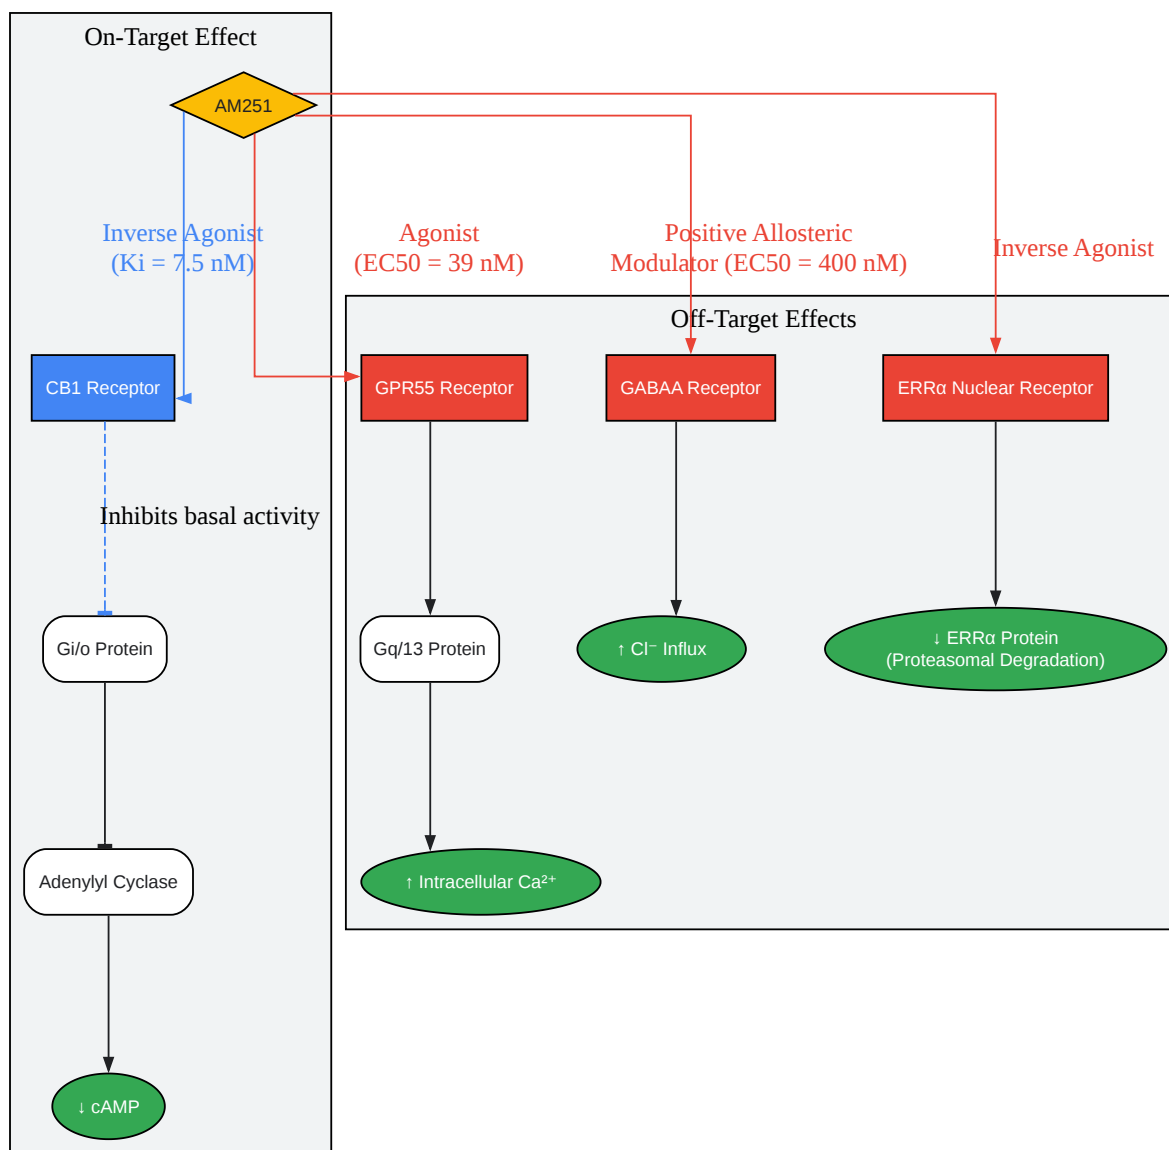 On-Target Effect
AM251
Inverse Agonist
(Ki = 7.5 nM)
Agonist
(EC50 = 39 nM)
Positive Allosteric
Modulator (EC50 = 400 nM)
Inverse Agonist
Off-Target Effects
CB1 Receptor
GPR55 Receptor
GABAA Receptor
ERRα Nuclear Receptor
Inhibits basal activity
Gi/o Protein
Gq/13 Protein
↑ Cl⁻ Influx
↓ ERRα Protein
(Proteasomal Degradation)
Adenylyl Cyclase
↑ Intracellular Ca²⁺
↓ cAMP